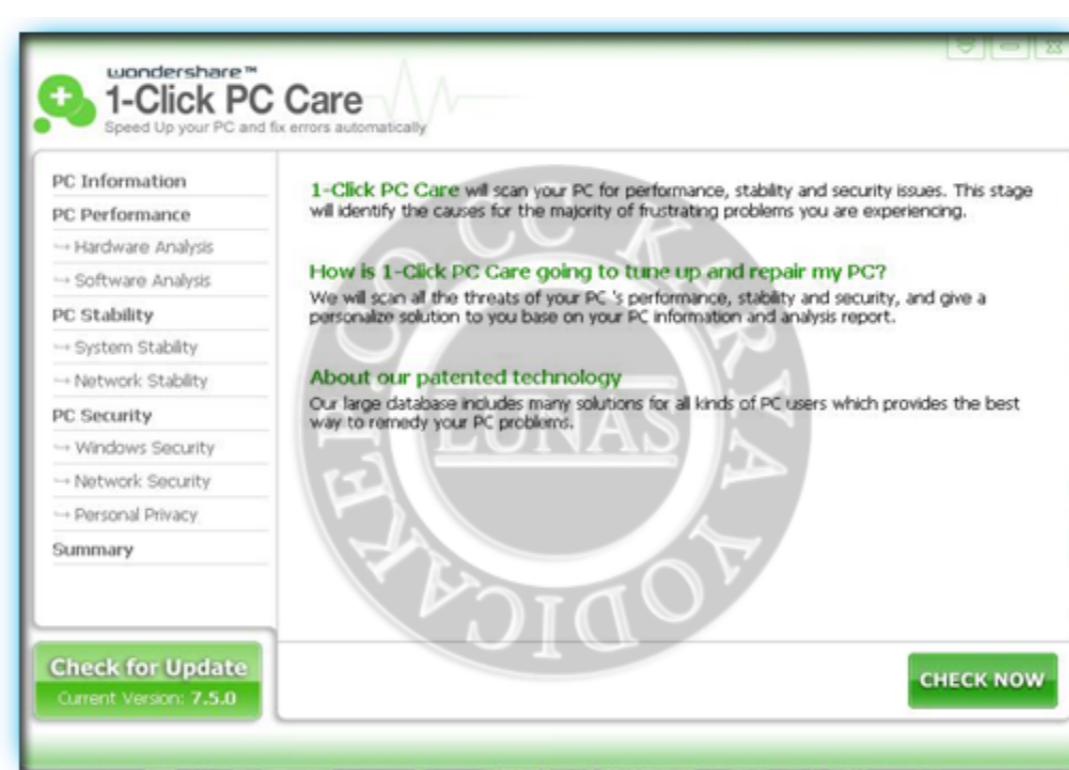 wondershare™
1-Click PC Care
Speed Up your PC and fix errors automatically
PC Information
PC Performance
Hardware Analysis
Software Analysis
PC Stability
System Stability
Network Stability
PC Security
Windows Security
Network Security
Personal Privacy
Summary
Check for Update
Current Version: 7.5.0
1-Click PC Care will scan your PC for performance, stability and security issues. This stage
will identify the causes for the majority of frustrating problems you are experiencing.
How is 1-Click PC Care going to tune up and repair my PC?
We will scan all the threats of your PC 's performance, stability and security, and give a
personalize solution to you base on your PC information and analysis report.
About our patented technology
Our large database includes many solutions for all kinds of PC users which provides the best
way to remedy your PC problems.
CHECK NOW
LUNAS
CC KARYA